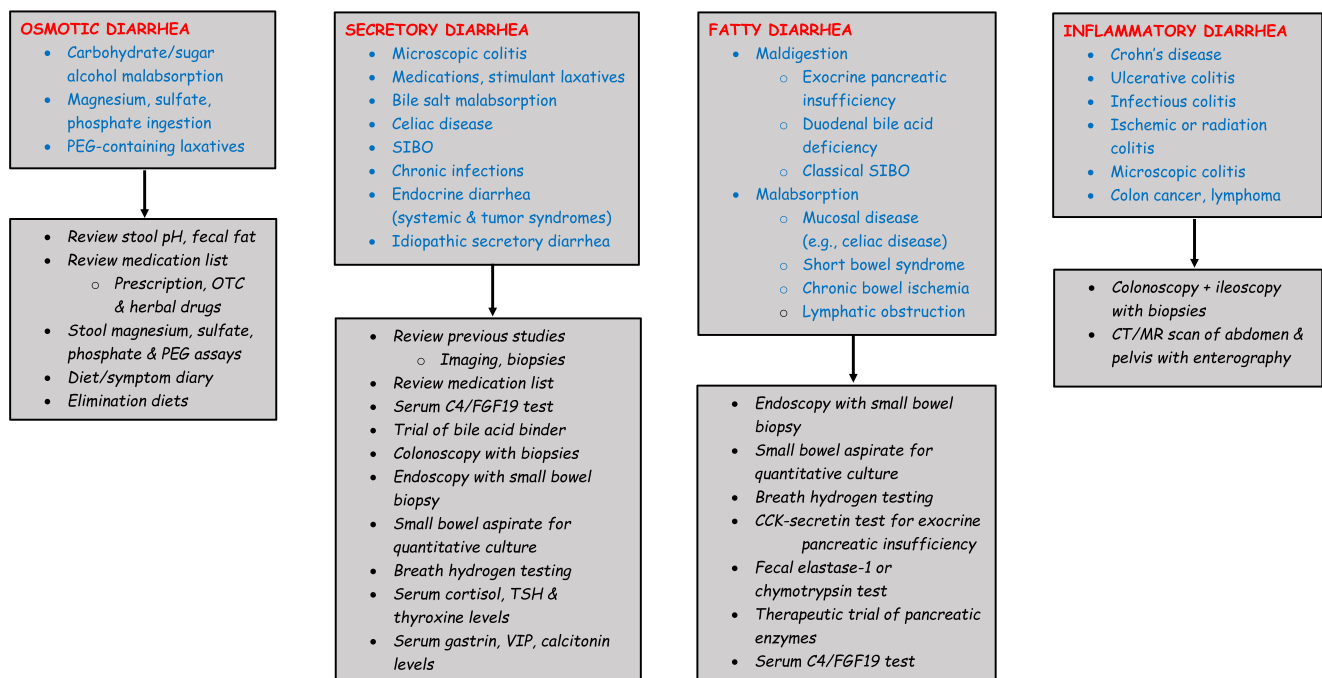 OSMOTIC DIARRHEA
• Carbohydrate/sugar
alcohol malabsorption
• Magnesium, sulfate,
phosphate ingestion
• PEG-containing laxatives
• Review stool pH, fecal fat
• Review medication list
o Prescription, OTC
& herbal drugs
• Stool magnesium, sulfate,
phosphate & PEG assays
• Diet/symptom diary
• Elimination diets
SECRETORY DIARRHEA
• Microscopic colitis
• Medications, stimulant laxatives
• Bile salt malabsorption
• Celiac disease
• SIBO
• Chronic infections
• Endocrine diarrhea
(systemic & tumor syndromes)
• Idiopathic secretory diarrhea
• Review previous studies
o Imaging, biopsies
• Review medication list
• Serum C4/FGF19 test
• Trial of bile acid binder
• Colonoscopy with biopsies
• Endoscopy with small bowel
biopsy
• Small bowel aspirate for
quantitative culture
• Breath hydrogen testing
• Serum cortisol, TSH &
thyroxine levels
• Serum gastrin, VIP, calcitonin
levels
FATTY DIARRHEA
• Maldigestion
o Exocrine pancreatic
insufficiency
o Duodenal bile acid
deficiency
o Classical SIBO
• Malabsorption
o Mucosal disease
(e.g., celiac disease)
o Short bowel syndrome
o Chronic bowel ischemia
o Lymphatic obstruction
• Endoscopy with small bowel
biopsy
• Small bowel aspirate for
quantitative culture
• Breath hydrogen testing
• CCK-secretin test for exocrine
pancreatic insufficiency
• Fecal elastase-1 or
chymotrypsin test
• Therapeutic trial of pancreatic
enzymes
• Serum C4/FGF19 test
INFLAMMATORY DIARRHEA
• Crohn's disease
• Ulcerative colitis
• Infectious colitis
• Ischemic or radiation
colitis
• Microscopic colitis
• Colon cancer, lymphoma
• Colonoscopy + ileoscopy
with biopsies
• CT/MR scan of abdomen &
pelvis with enterography